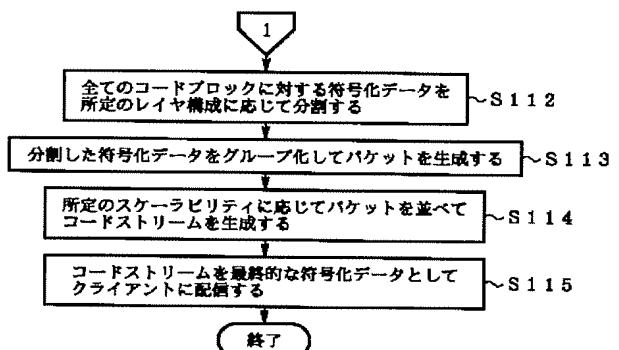 1
全てのコードブロックに対する符号化データを
所定のレイヤ構成に応じて分割する
～S112
分割した符号化データをグループ化してパケットを生成する
～S113
所定のスケーラビリティに応じてパケットを並べて
コードストリームを生成する
～S114
コードストリームを最終的な符号化データとして
クライアントに配信する
～S115
終了